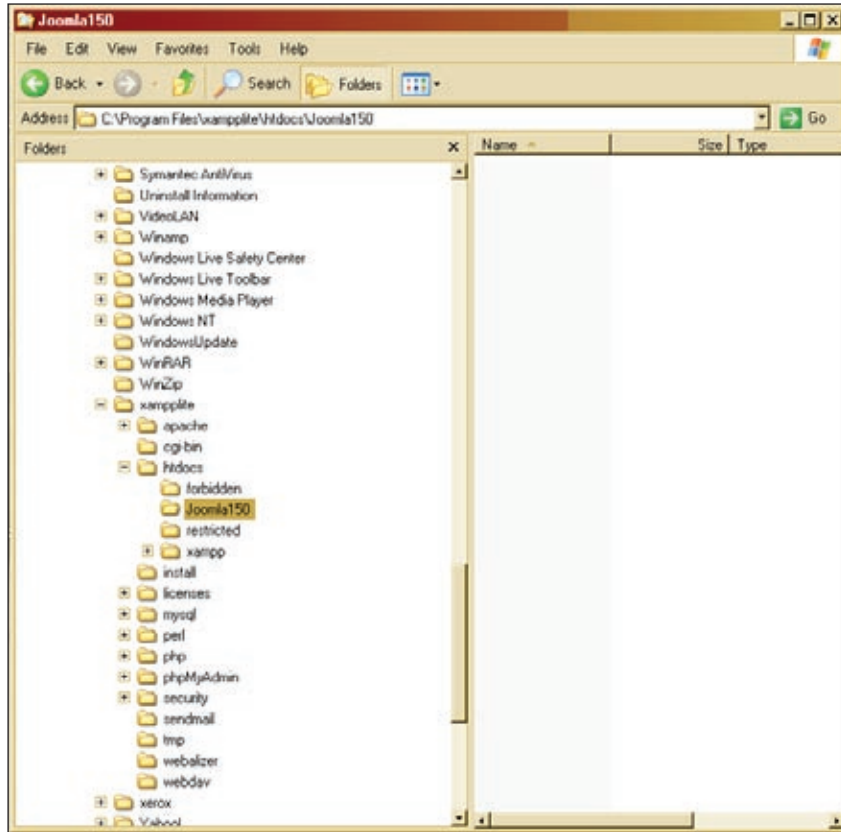 Joomla150
File Edit View Favorites Tools Help
Back Search Folders
Address C:\Program Files\xampplite\htdocs\Joomla150 Go
Folders x Name Size Type
Symantec AntiVirus
Uninstall Information
VideoLAN
Winamp
Windows Live Safety Center
Windows Live Toolbar
Windows Media Player
Windows NT
WindowsUpdate
WinRAR
WinZip
xampplite
apache
cgi-bin
htdocs
forbidden
Joomla150
restricted
xampp
install
licenses
mysql
perl
php
phpMyAdmin
security
sendmail
tmp
webalizer
webdav
xerox
Yahoo!